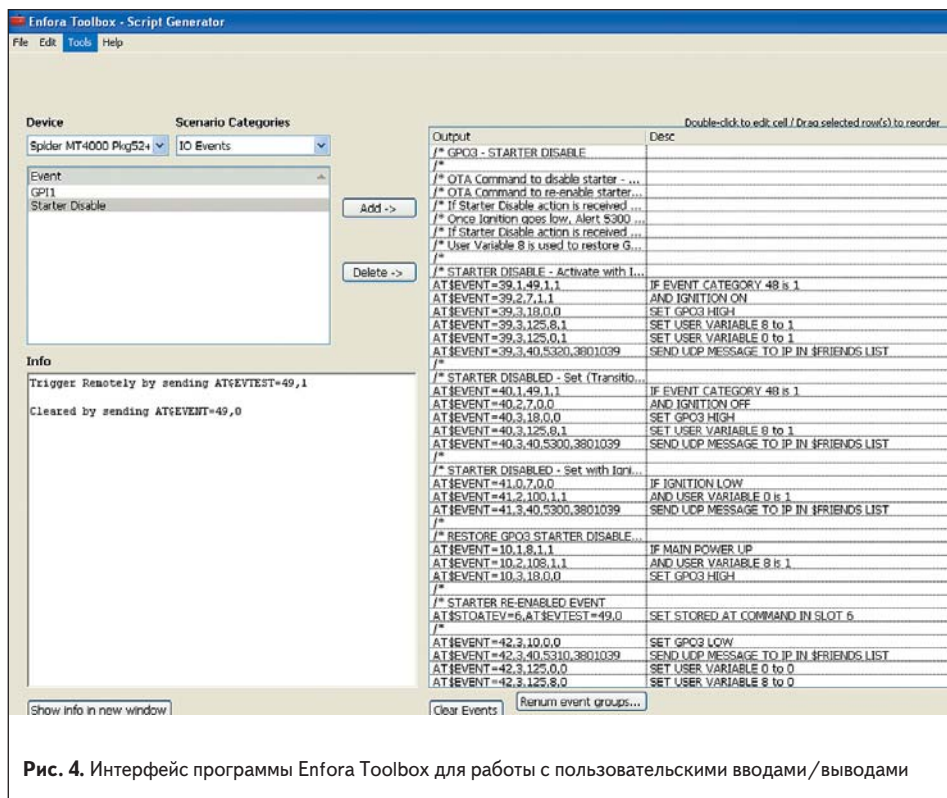 Enfora Toolbox - Script Generator
File Edit Tools Help
Device
Scenario Categories
Spider MT4000 Pkg52+
IO Events
Event
GPI1
Starter Disable
Add ->
Delete ->
Info
Trigger Remotely by sending AT$EVTEST=49,1
Cleared by sending AT$EVENT=49,0
Show info in new window
Double-click to edit cell / Drag selected row(s) to reorder
Output Desc
/* GPO3 - STARTER DISABLE
/*
/* OTA Command to disable starter - ...
/* OTA Command to re-enable starter...
/* If Starter Disable action is received ...
/* Once Ignition goes low, Alert 5300 ...
/* If Starter Disable action is received ...
/* User Variable 8 is used to restore G...
/*
/* STARTER DISABLE - Activate with I...
AT$EVENT=39,1,49,1,1 IF EVENT CATEGORY 48 is 1
AT$EVENT=39,2,7,1,1 AND IGNITION ON
AT$EVENT=39,3,18,0,0 SET GPO3 HIGH
AT$EVENT=39,3,125,8,1 SET USER VARIABLE 8 to 1
AT$EVENT=39,3,125,0,1 SET USER VARIABLE 0 to 1
AT$EVENT=39,3,40,5320,3801039 SEND UDP MESSAGE TO IP IN $FRIENDS LIST
/*
/* STARTER DISABLED - Set (Transitio...
AT$EVENT=40,1,49,1,1 IF EVENT CATEGORY 48 is 1
AT$EVENT=40,2,7,0,0 AND IGNITION OFF
AT$EVENT=40,3,18,0,0 SET GPO3 HIGH
AT$EVENT=40,3,125,8,1 SET USER VARIABLE 8 to 1
AT$EVENT=40,3,40,5300,3801039 SEND UDP MESSAGE TO IP IN $FRIENDS LIST
/*
/* STARTER DISABLED - Set with Igni...
AT$EVENT=41,0,7,0,0 IF IGNITION LOW
AT$EVENT=41,2,100,1,1 AND USER VARIABLE 0 is 1
AT$EVENT=41,3,40,5300,3801039 SEND UDP MESSAGE TO IP IN $FRIENDS LIST
/*
/* RESTORE GPO3 STARTER DISABLE...
AT$EVENT=10,1,8,1,1 IF MAIN POWER UP
AT$EVENT=10,2,108,1,1 AND USER VARIABLE 8 is 1
AT$EVENT=10,3,18,0,0 SET GPO3 HIGH
/*
/* STARTER RE-ENABLED EVENT
AT$STOATEV=6,AT$EVTEST=49,0 SET STORED AT COMMAND IN SLOT 6
/*
AT$EVENT=42,3,10,0,0 SET GPO3 LOW
AT$EVENT=42,3,40,5310,3801039 SEND UDP MESSAGE TO IP IN $FRIENDS LIST
AT$EVENT=42,3,125,0,0 SET USER VARIABLE 0 to 0
AT$EVENT=42,3,125,8,0 SET USER VARIABLE 8 to 0
Clear Events
Renum event groups...
Рис. 4. Интерфейс программы Enfora Toolbox для работы с пользовательскими вводами/выводами